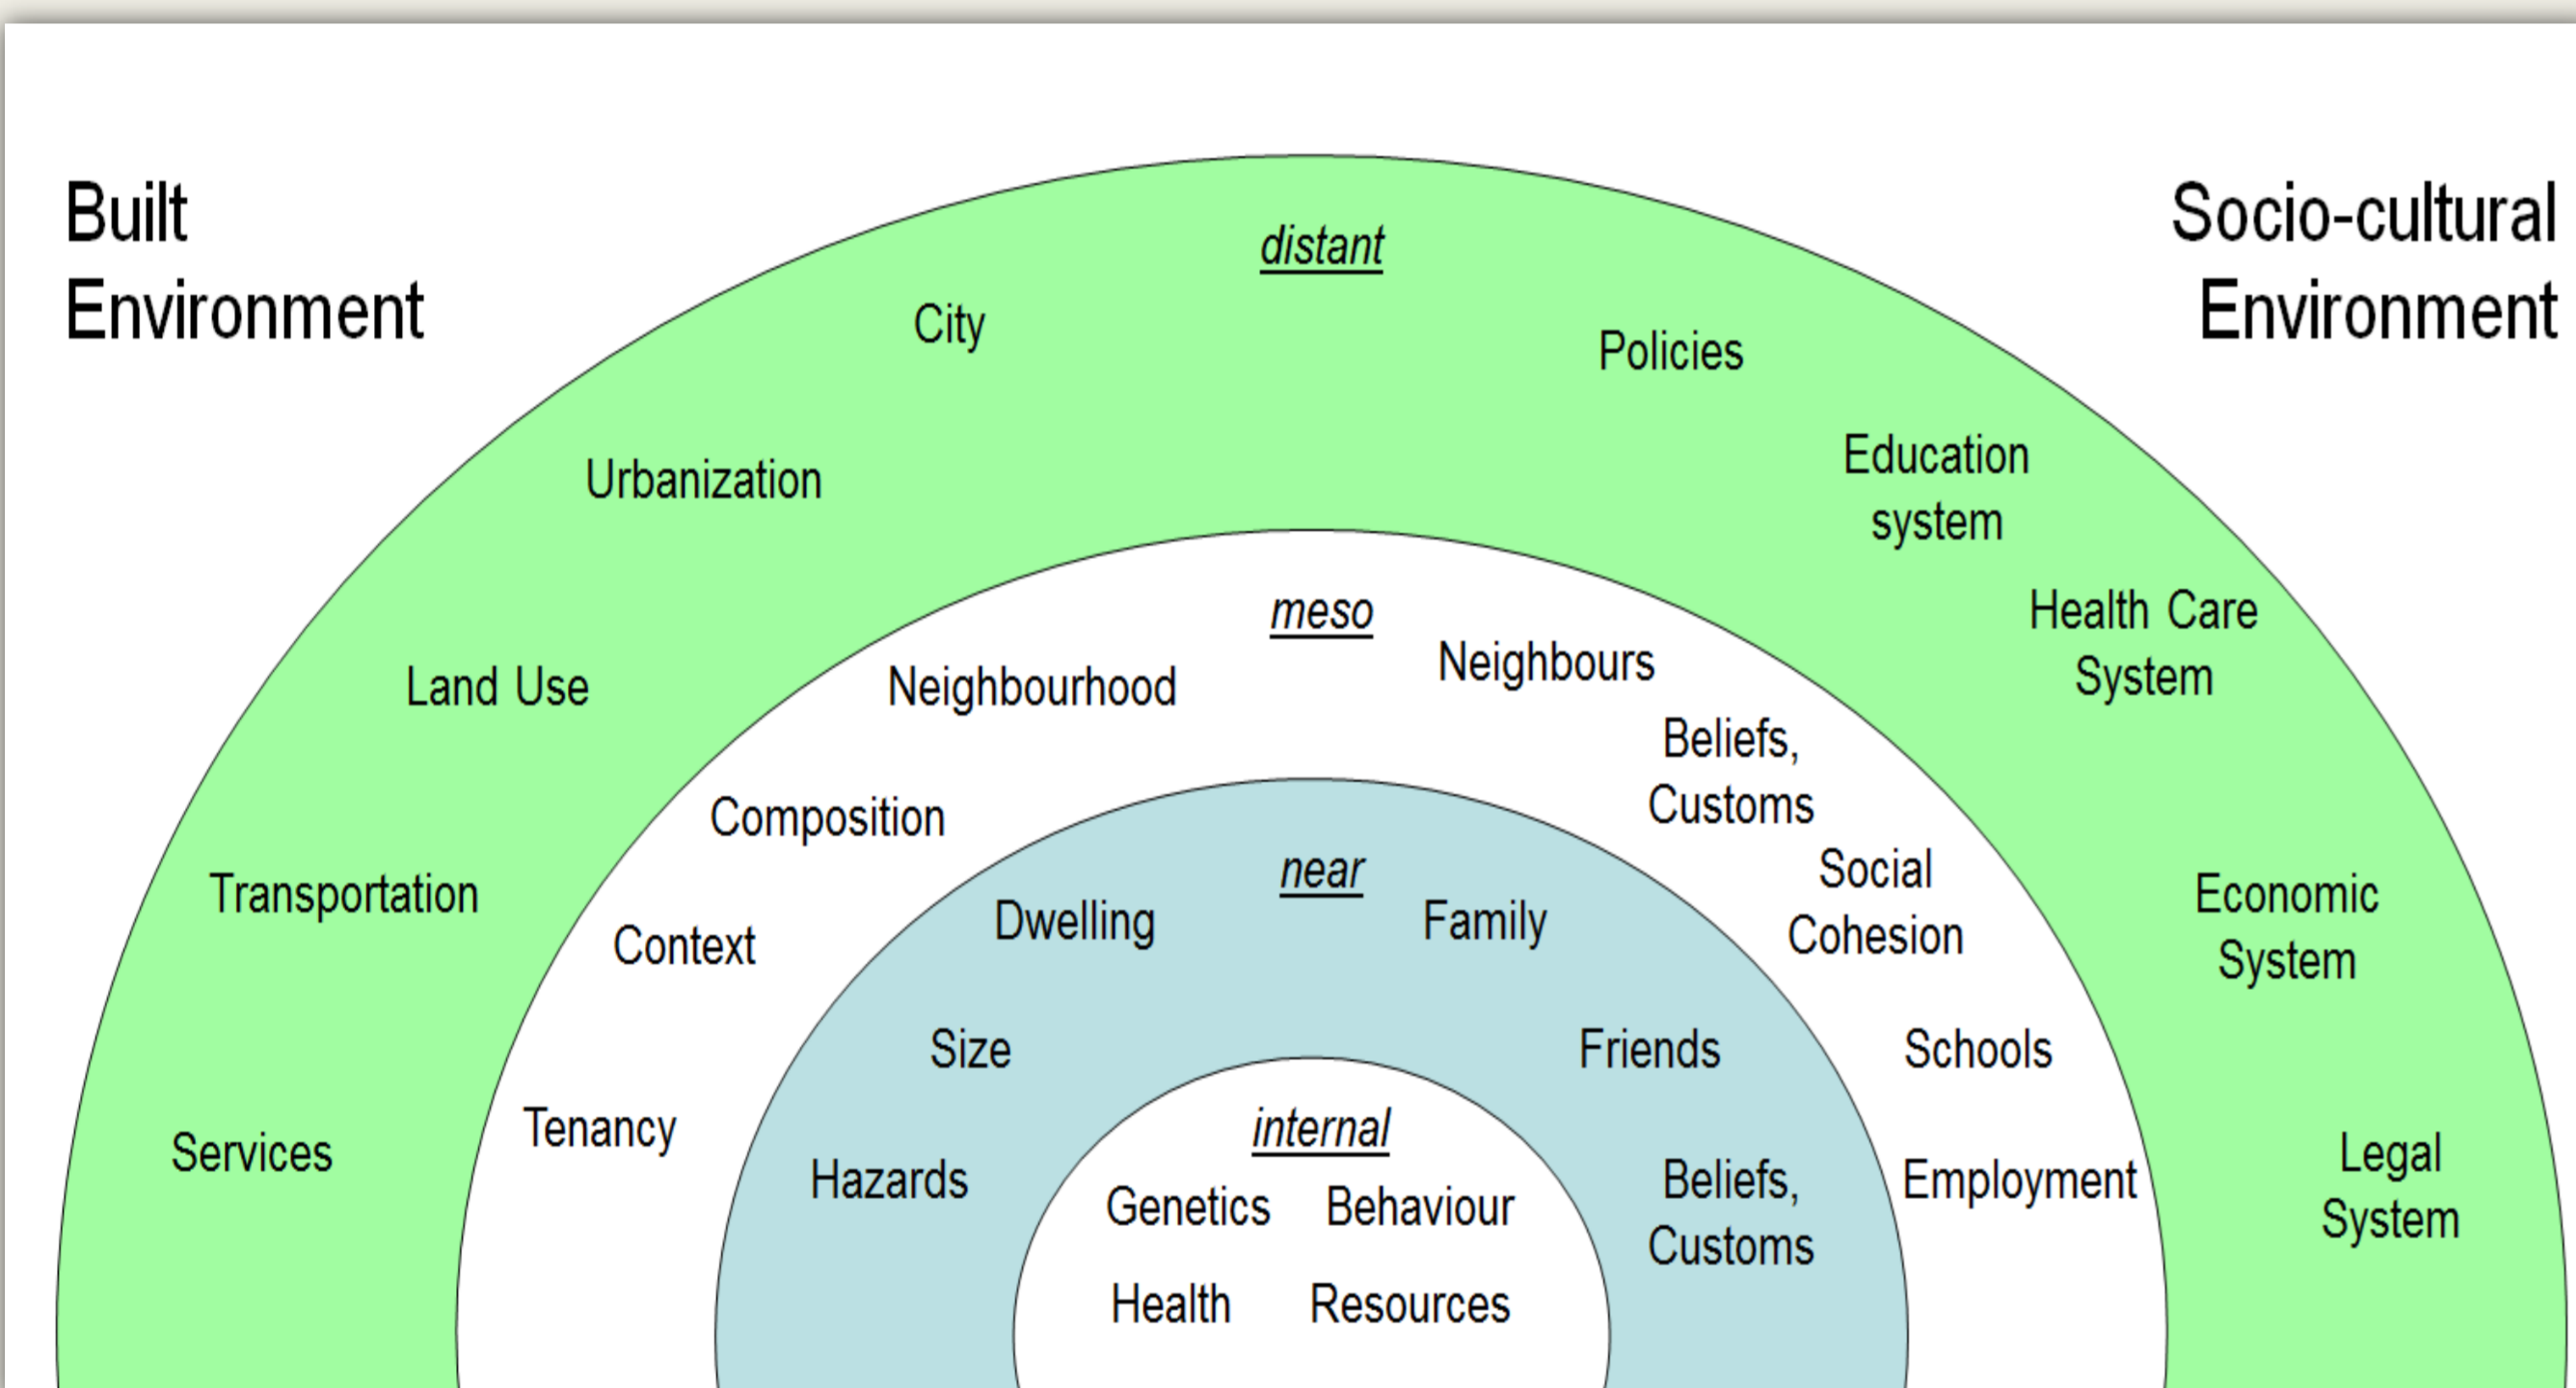 Built
Environment
Socio-cultural
Environment
distant
City
Policies
Urbanization
Education
system
Land Use
Health Care
System
Transportation
Economic
System
Services
Legal
System
meso
Neighbourhood
Neighbours
Composition
Beliefs,
Customs
Context
Social
Cohesion
Tenancy
Schools
Employment
near
Dwelling
Family
Size
Friends
Hazards
Beliefs,
Customs
internal
Genetics
Behaviour
Health
Resources